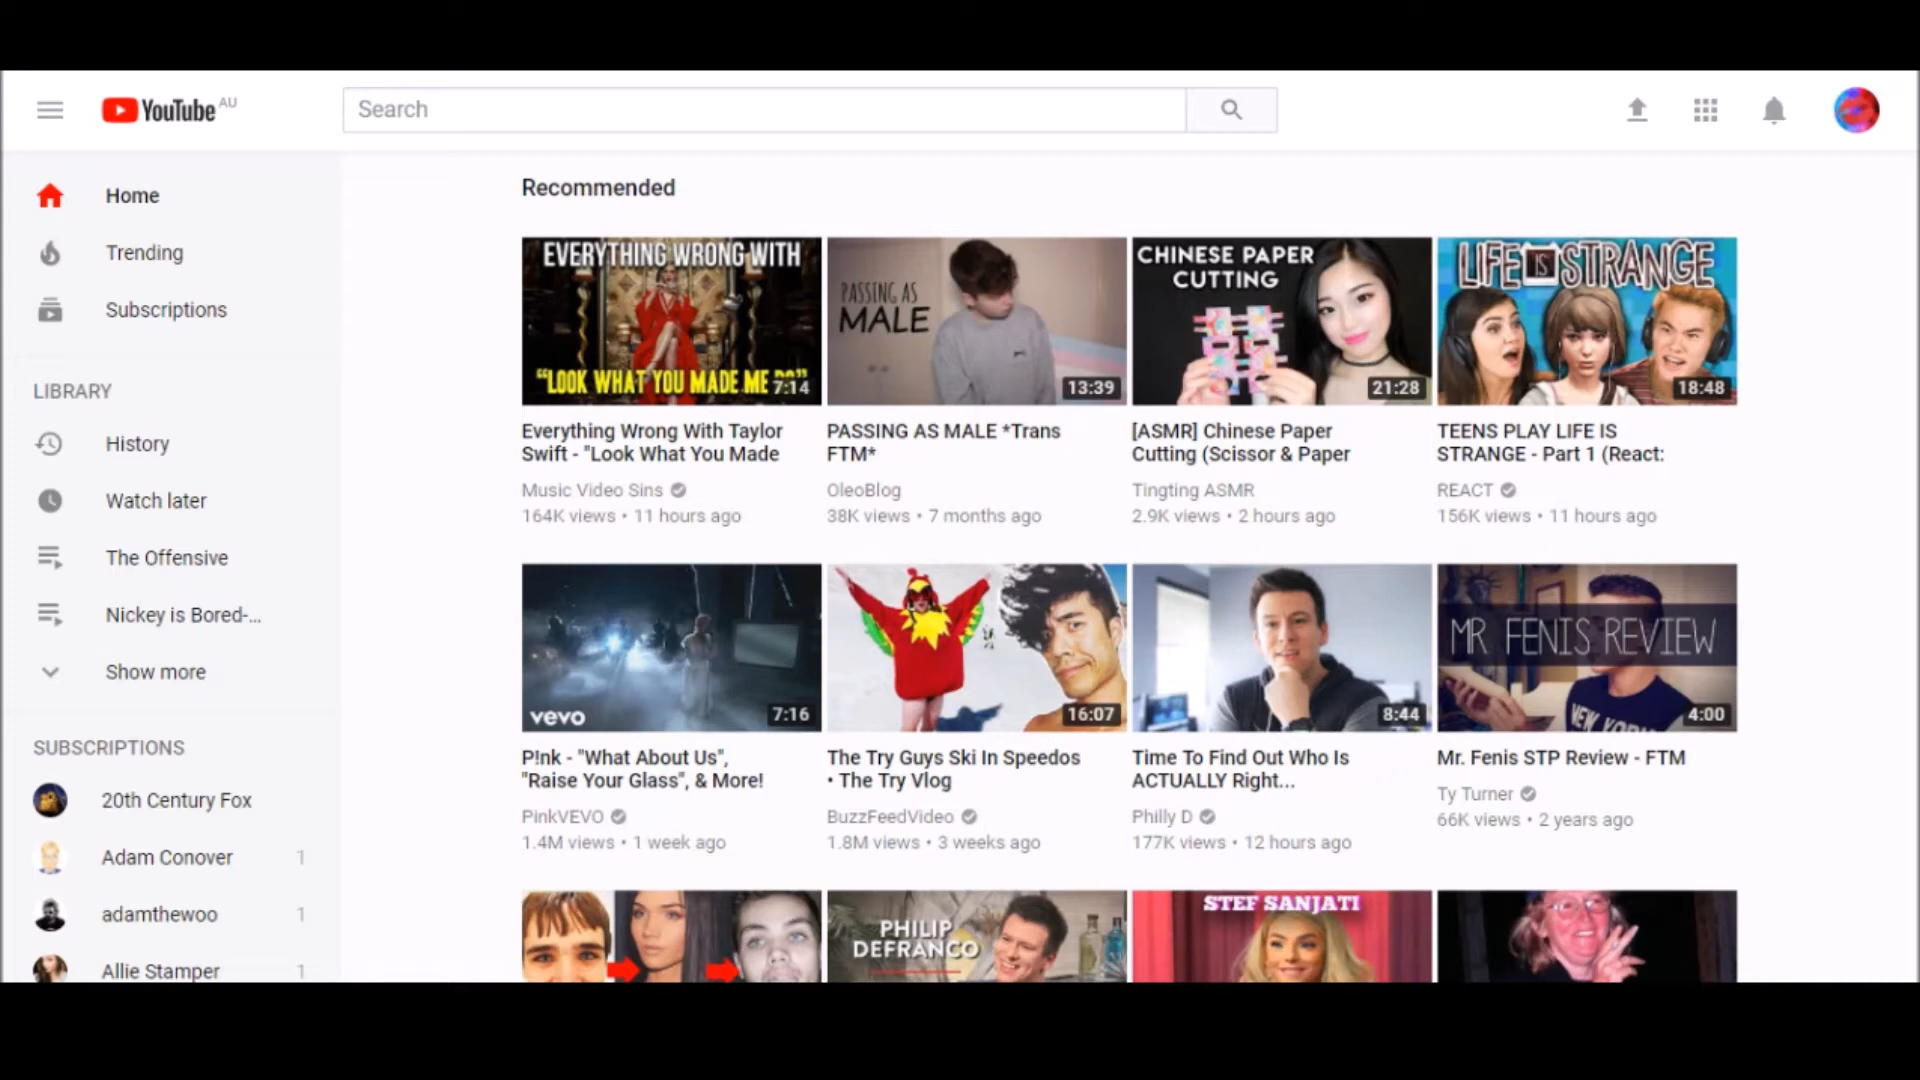 YouTube AU
Search
Home
Trending
Subscriptions
LIBRARY
History
Watch later
The Offensive
Nickey is Bored-...
Show more
SUBSCRIPTIONS
20th Century Fox
Adam Conover 1
adamthewoo 1
Allie Stamper 1
Recommended
EVERYTHING WRONG WITH
"LOOK WHAT YOU MADE ME DO"
7:14
Everything Wrong With Taylor
Swift - "Look What You Made
Music Video Sins
164K views • 11 hours ago
PASSING AS
MALE
13:39
PASSING AS MALE *Trans
FTM*
OleoBlog
38K views • 7 months ago
CHINESE PAPER
CUTTING
21:28
[ASMR] Chinese Paper
Cutting (Scissor & Paper
Tingting ASMR
2.9K views • 2 hours ago
LIFE IS STRANGE
18:48
TEENS PLAY LIFE IS
STRANGE - Part 1 (React:
REACT
156K views • 11 hours ago
vevo
7:16
P!nk - "What About Us",
"Raise Your Glass", & More!
PinkVEVO
1.4M views • 1 week ago
16:07
The Try Guys Ski In Speedos
• The Try Vlog
BuzzFeedVideo
1.8M views • 3 weeks ago
8:44
Time To Find Out Who Is
ACTUALLY Right...
Philly D
177K views • 12 hours ago
MR FENIS REVIEW
NEW YORK
4:00
Mr. Fenis STP Review - FTM
Ty Turner
66K views • 2 years ago
PHILIP
DEFRANCO
STEF SANJATI